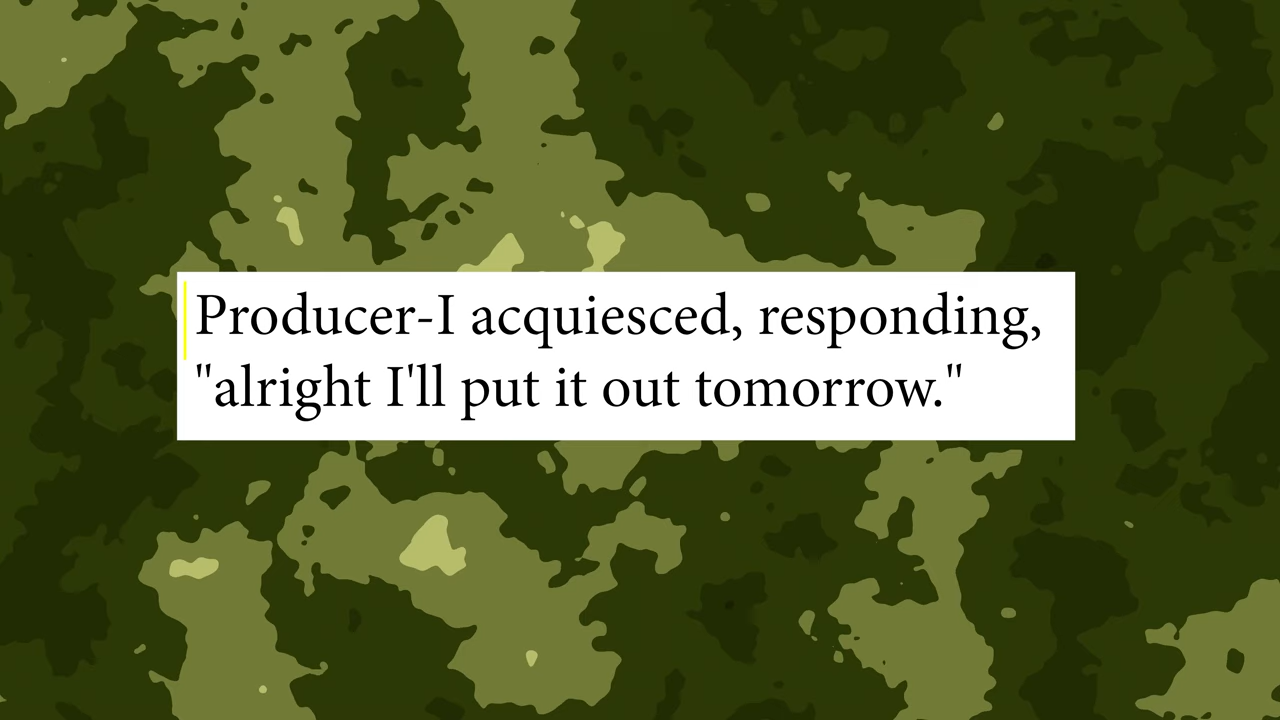 Producer-I acquiesced, responding,
"alright I'll put it out tomorrow."